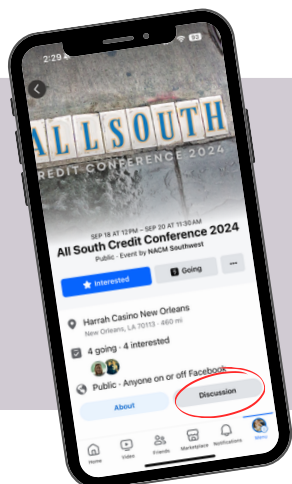 2:29
93
ALLSOUTH
CREDIT CONFERENCE 2024
SEP 18 AT 12PM – SEP 20 AT 11:30AM
All South Credit Conference 2024
Public · Event by NACM Southwest
Interested
Going
Harrah Casino New Orleans
New Orleans, LA 70113 · 460 mi
4 going · 4 interested
Public · Anyone on or off Facebook
About
Discussion
Home
Video
Friends
Marketplace
Notifications
Menu